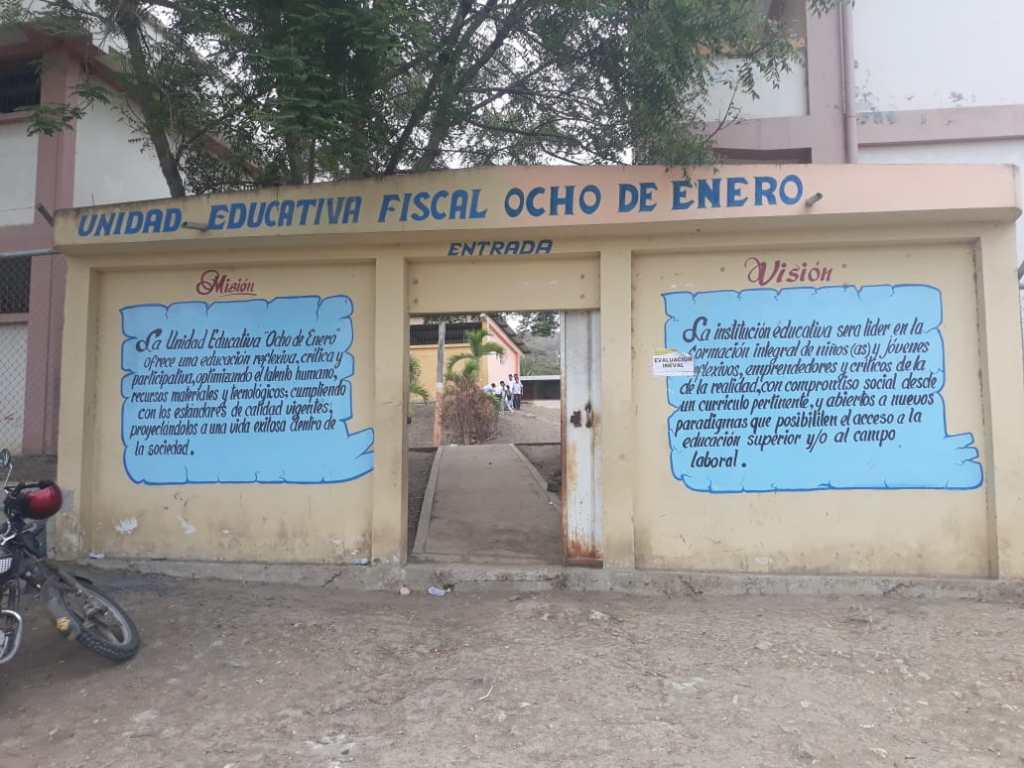 UNIDAD EDUCATIVA FISCAL OCHO DE ENERO
ENTRADA
Misión
La Unidad Educativa "Ocho de Enero"
ofrece una educación reflexiva, crítica y
participativa, optimizando el talento humano,
recursos materiales y tecnológicos; cumpliendo
con los estándares de calidad vigentes,
proyectándolos a una vida exitosa dentro de
la sociedad.
Visión
La institución educativa sera lider en la
formación integral de niños (as) y jóvenes
reflexivos, emprendedores y críticos de la
de la realidad, con compromiso social desde
un currículo pertinente, y abiertos a nuevos
paradigmas que posibiliten el acceso a la
educación superior y/o al campo
laboral.
EVALUACION
INEVAL